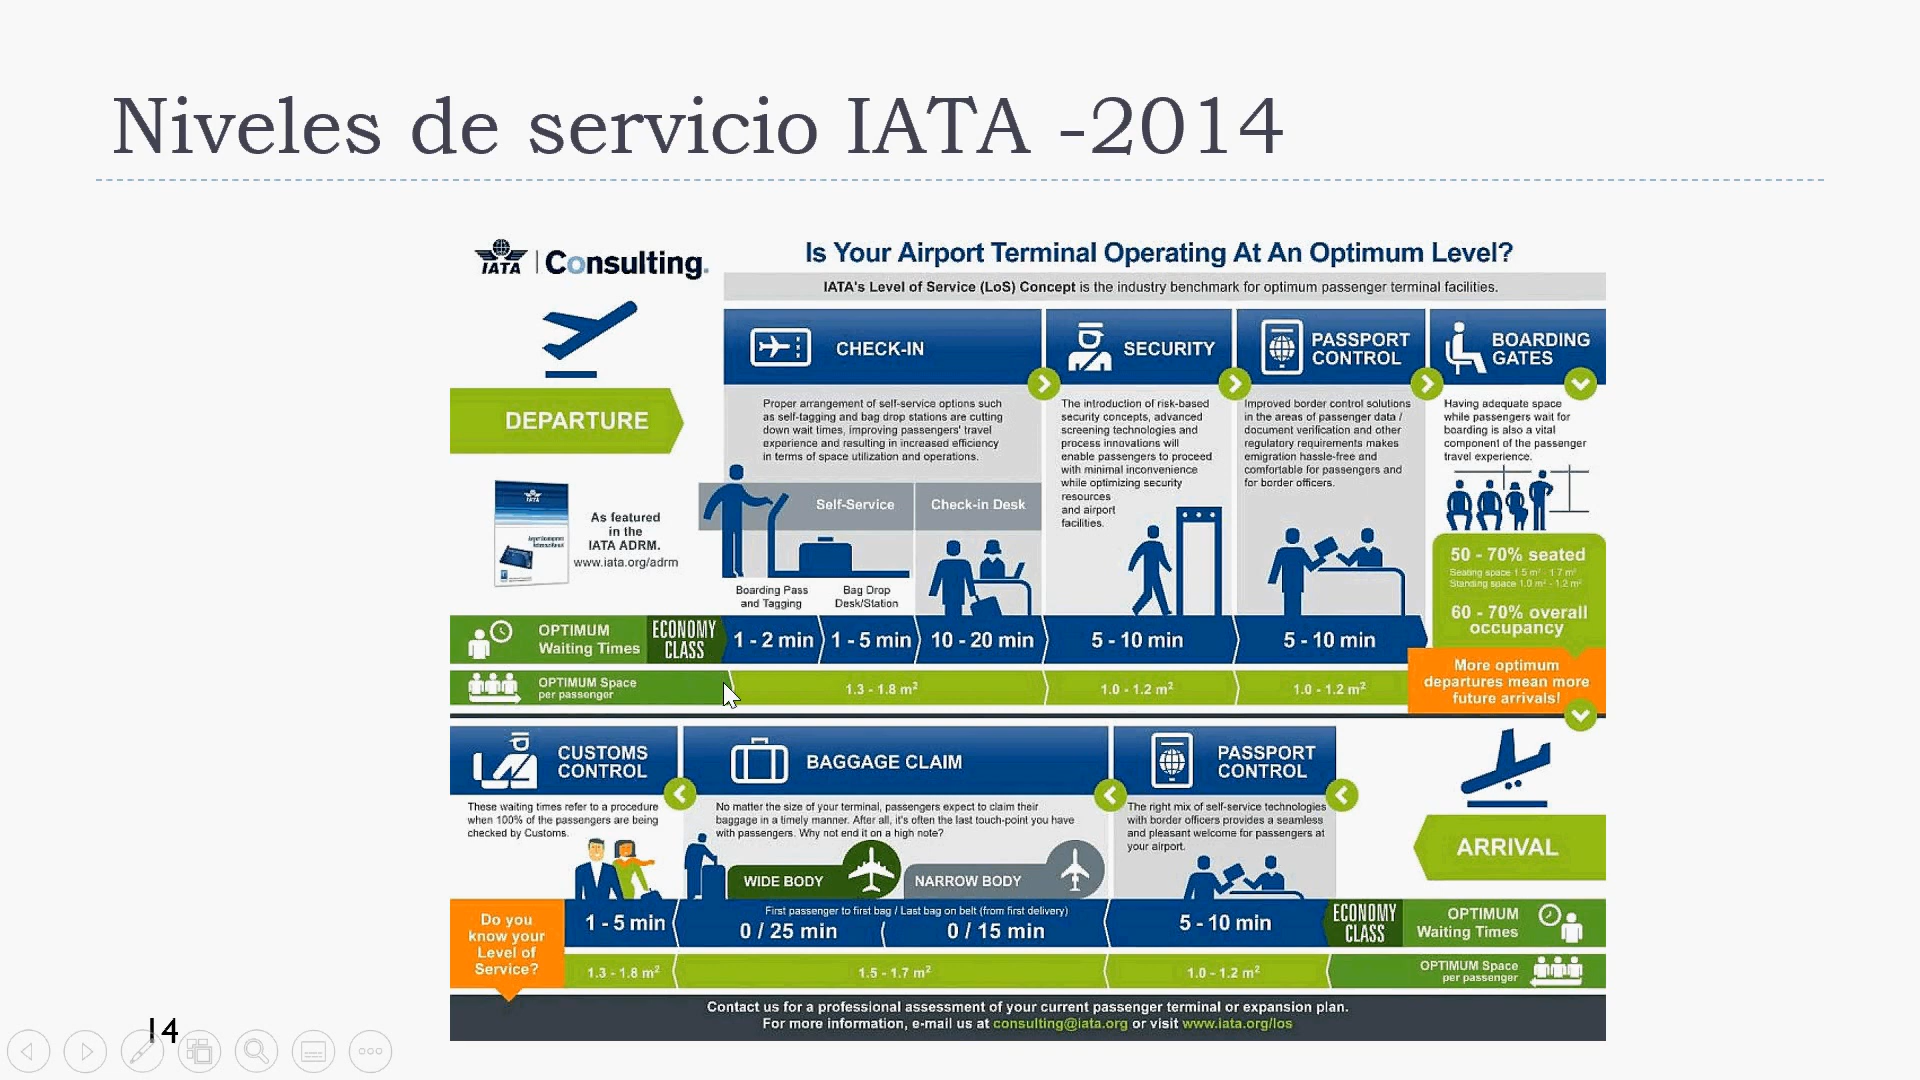 Niveles de servicio IATA -2014
IATA | Consulting.
Is Your Airport Terminal Operating At An Optimum Level?
IATA's Level of Service (LoS) Concept is the industry benchmark for optimum passenger terminal facilities.
DEPARTURE
As featured
in the
IATA ADRM.
www.iata.org/adrm
CHECK-IN
Proper arrangement of self-service options such
as self-tagging and bag drop stations are cutting
down wait times, improving passengers' travel
experience and resulting in increased efficiency
in terms of space utilization and operations.
Self-Service
Check-in Desk
Boarding Pass
and Tagging
Bag Drop
Desk/Station
SECURITY
The introduction of risk-based
security concepts, advanced
screening technologies and
process innovations will
enable passengers to proceed
with minimal inconvenience
while optimizing security
resources
and airport
facilities.
PASSPORT
CONTROL
Improved border control solutions
in the areas of passenger data /
document verification and other
regulatory requirements makes
emigration hassle-free and
comfortable for passengers and
for border officers.
BOARDING
GATES
Having adequate space
while passengers wait for
boarding is also a vital
component of the passenger
travel experience.
50 - 70% seated
Seating space 1.5 m² - 1.7 m²
Standing space 1.0 m² - 1.2 m²
60 - 70% overall
occupancy
OPTIMUM
Waiting Times
ECONOMY
CLASS
1 - 2 min
1 - 5 min
10 - 20 min
5 - 10 min
5 - 10 min
OPTIMUM Space
per passenger
1.3 - 1.8 m²
1.0 - 1.2 m²
1.0 - 1.2 m²
More optimum
departures mean more
future arrivals!
CUSTOMS
CONTROL
These waiting times refer to a procedure
when 100% of the passengers are being
checked by Customs.
BAGGAGE CLAIM
No matter the size of your terminal, passengers expect to claim their
baggage in a timely manner. After all, it's often the last touch-point you have
with passengers. Why not end it on a high note?
WIDE BODY
NARROW BODY
PASSPORT
CONTROL
The right mix of self-service technologies
with border officers provides a seamless
and pleasant welcome for passengers at
your airport.
ARRIVAL
Do you
know your
Level of
Service?
1 - 5 min
First passenger to first bag / Last bag on belt (from first delivery)
0 / 25 min
0 / 15 min
5 - 10 min
ECONOMY
CLASS
OPTIMUM
Waiting Times
1.3 - 1.8 m²
1.5 - 1.7 m²
1.0 - 1.2 m²
OPTIMUM Space
per passenger
Contact us for a professional assessment of your current passenger terminal or expansion plan.
For more information, e-mail us at consulting@iata.org or visit www.iata.org/los
14